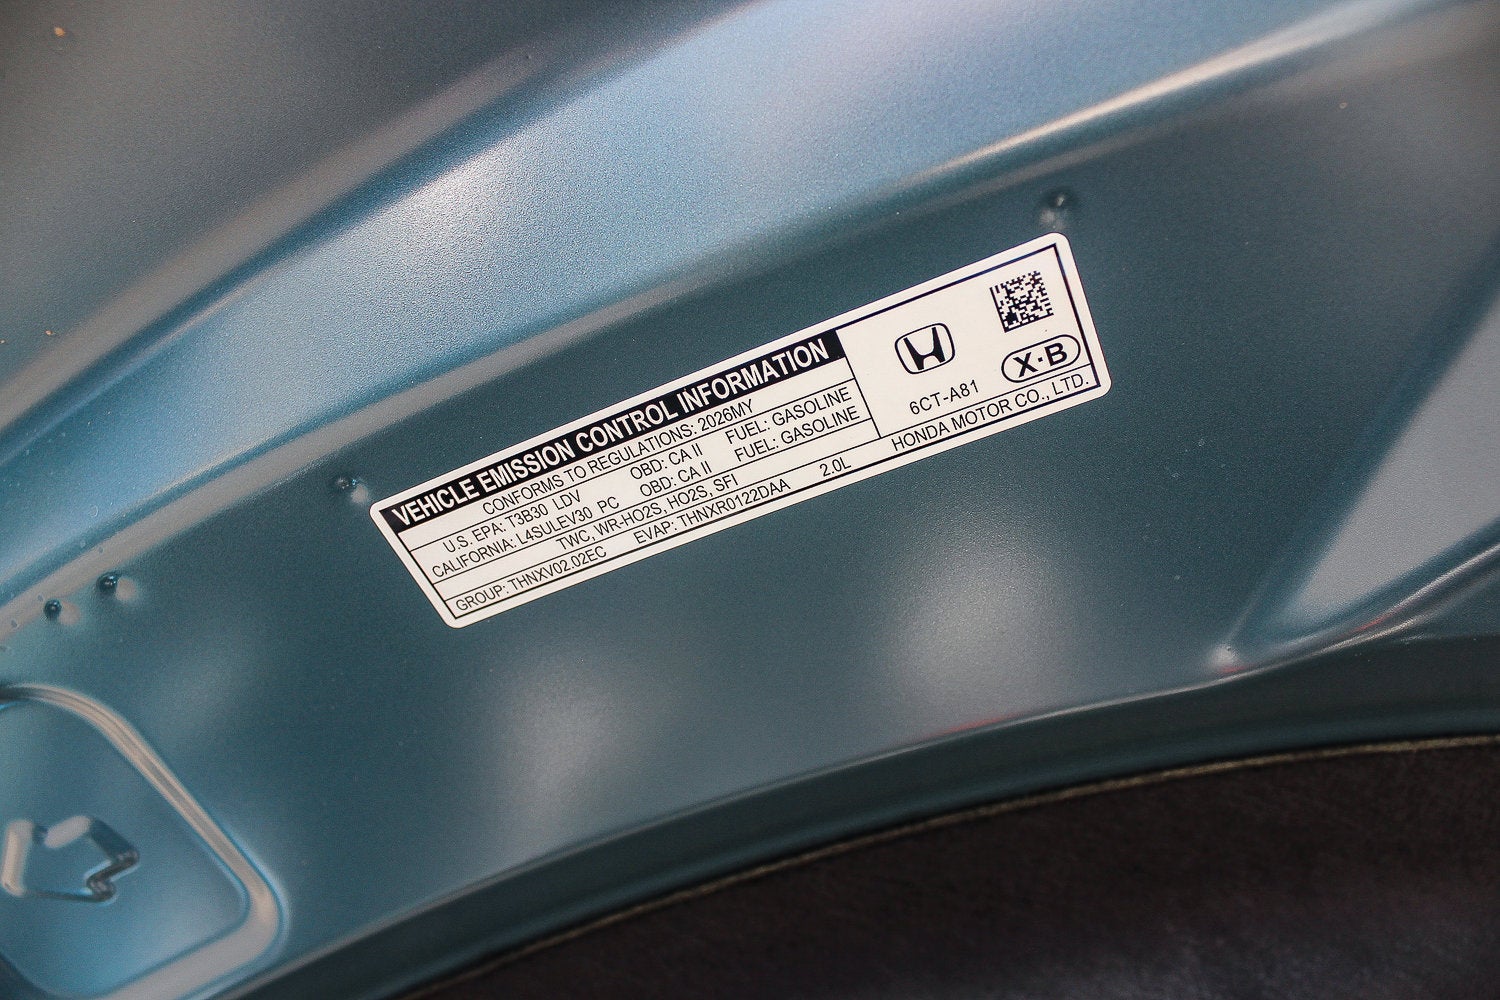 VEHICLE EMISSION CONTROL INFORMATION
CONFORMS TO REGULATIONS: 2026MY
U.S. EPA: T3B30 LDV OBD: CA II FUEL: GASOLINE
CALIFORNIA: L4SULEV30 PC OBD: CA II FUEL: GASOLINE
TWC, WR-HO2S, HO2S, SFI
GROUP: THNXV02.02EC EVAP: THNXR0122DAA 2.0L
6CT-A81
X·B
HONDA MOTOR CO., LTD.